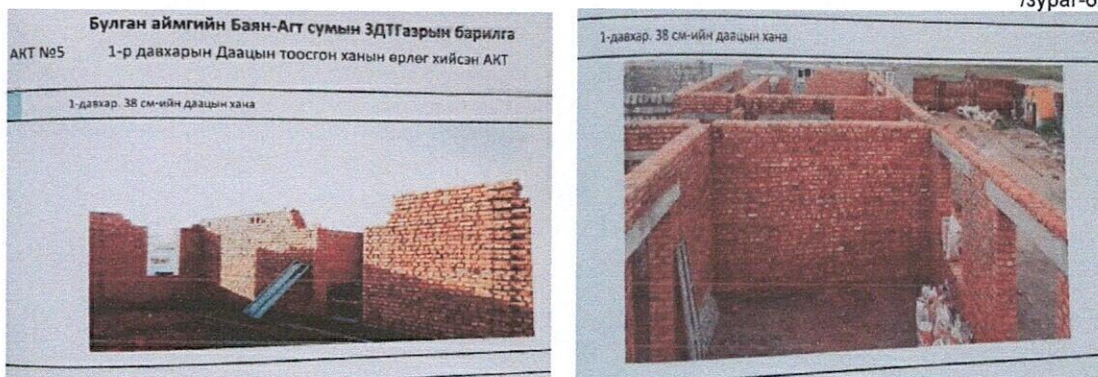 Булган аймгийн Баян-Агт сумын ЗДТГазрын барилга
АКТ №5 1-р давхарын Даацын тоосгон ханын өрлөг хийсэн АКТ
1-давхар. 38 см-ийн даацын хана
/зураг-6
1-давхар. 38 см-ийн даацын хана